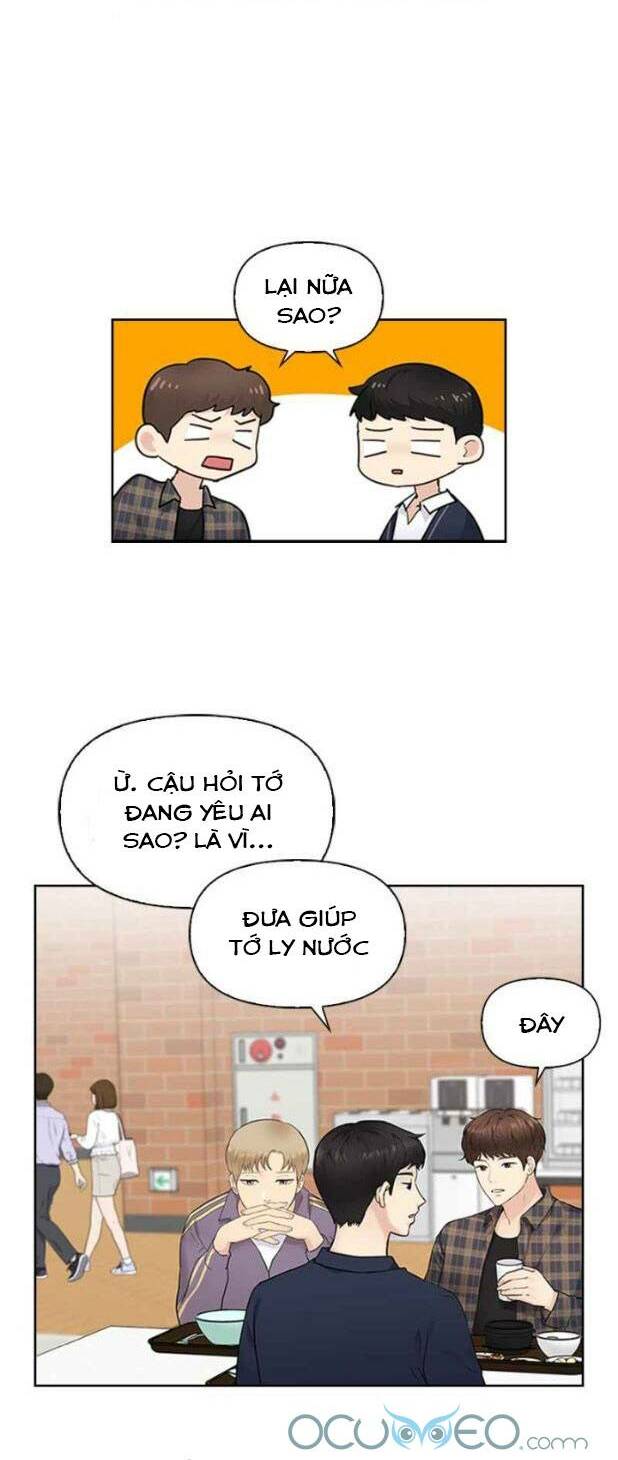 LẠI NỮA
SAO?
Ừ. CẬU HỎI TỚ
ĐANG YÊU AI
SAO? LÀ VÌ...
ĐƯA GIÚP
TỚ LY NƯỚC
ĐÂY
OCUMEO.comm